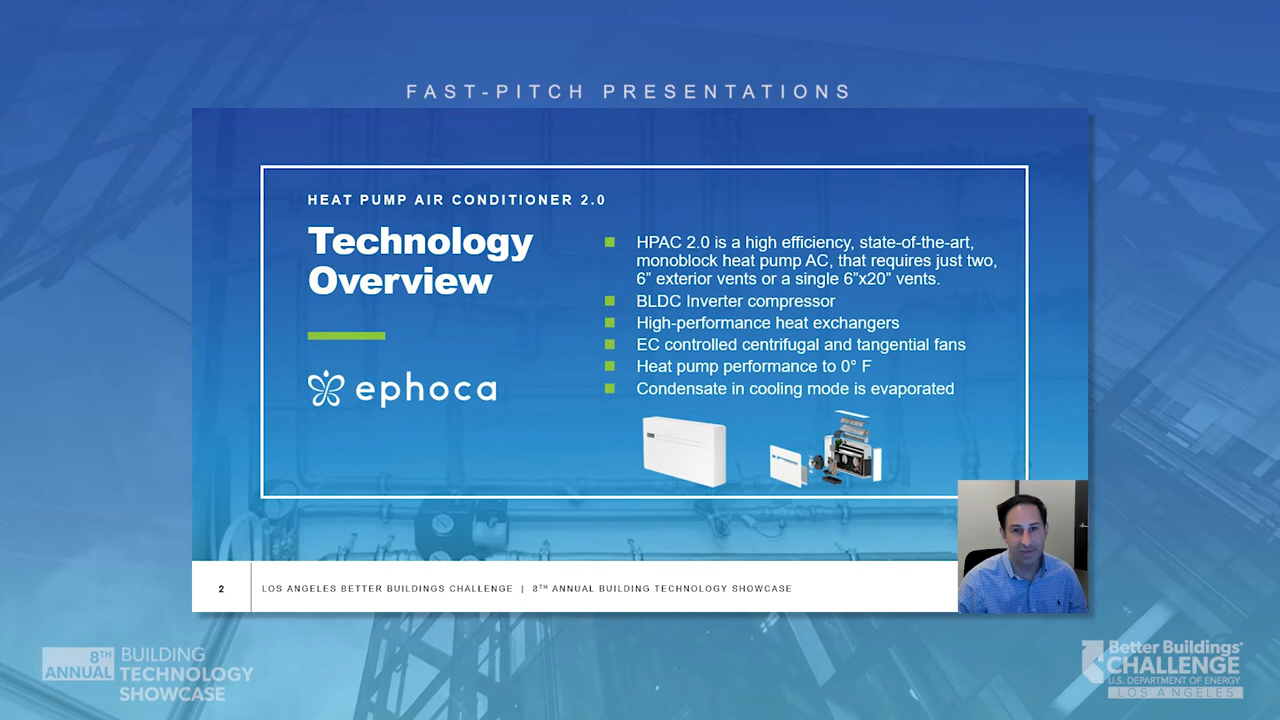 FAST-PITCH PRESENTATIONS
HEAT PUMP AIR CONDITIONER 2.0
Technology
Overview
ephoca
HPAC 2.0 is a high efficiency, state-of-the-art,
monoblock heat pump AC, that requires just two,
6” exterior vents or a single 6”x20” vents.
BLDC Inverter compressor
High-performance heat exchangers
EC controlled centrifugal and tangential fans
Heat pump performance to 0° F
Condensate in cooling mode is evaporated
2
LOS ANGELES BETTER BUILDINGS CHALLENGE | 8TH ANNUAL BUILDING TECHNOLOGY SHOWCASE
8TH
ANNUAL
BUILDING
TECHNOLOGY
SHOWCASE
Better Buildings®
CHALLENGE
U.S. DEPARTMENT OF ENERGY
LOS ANGELES